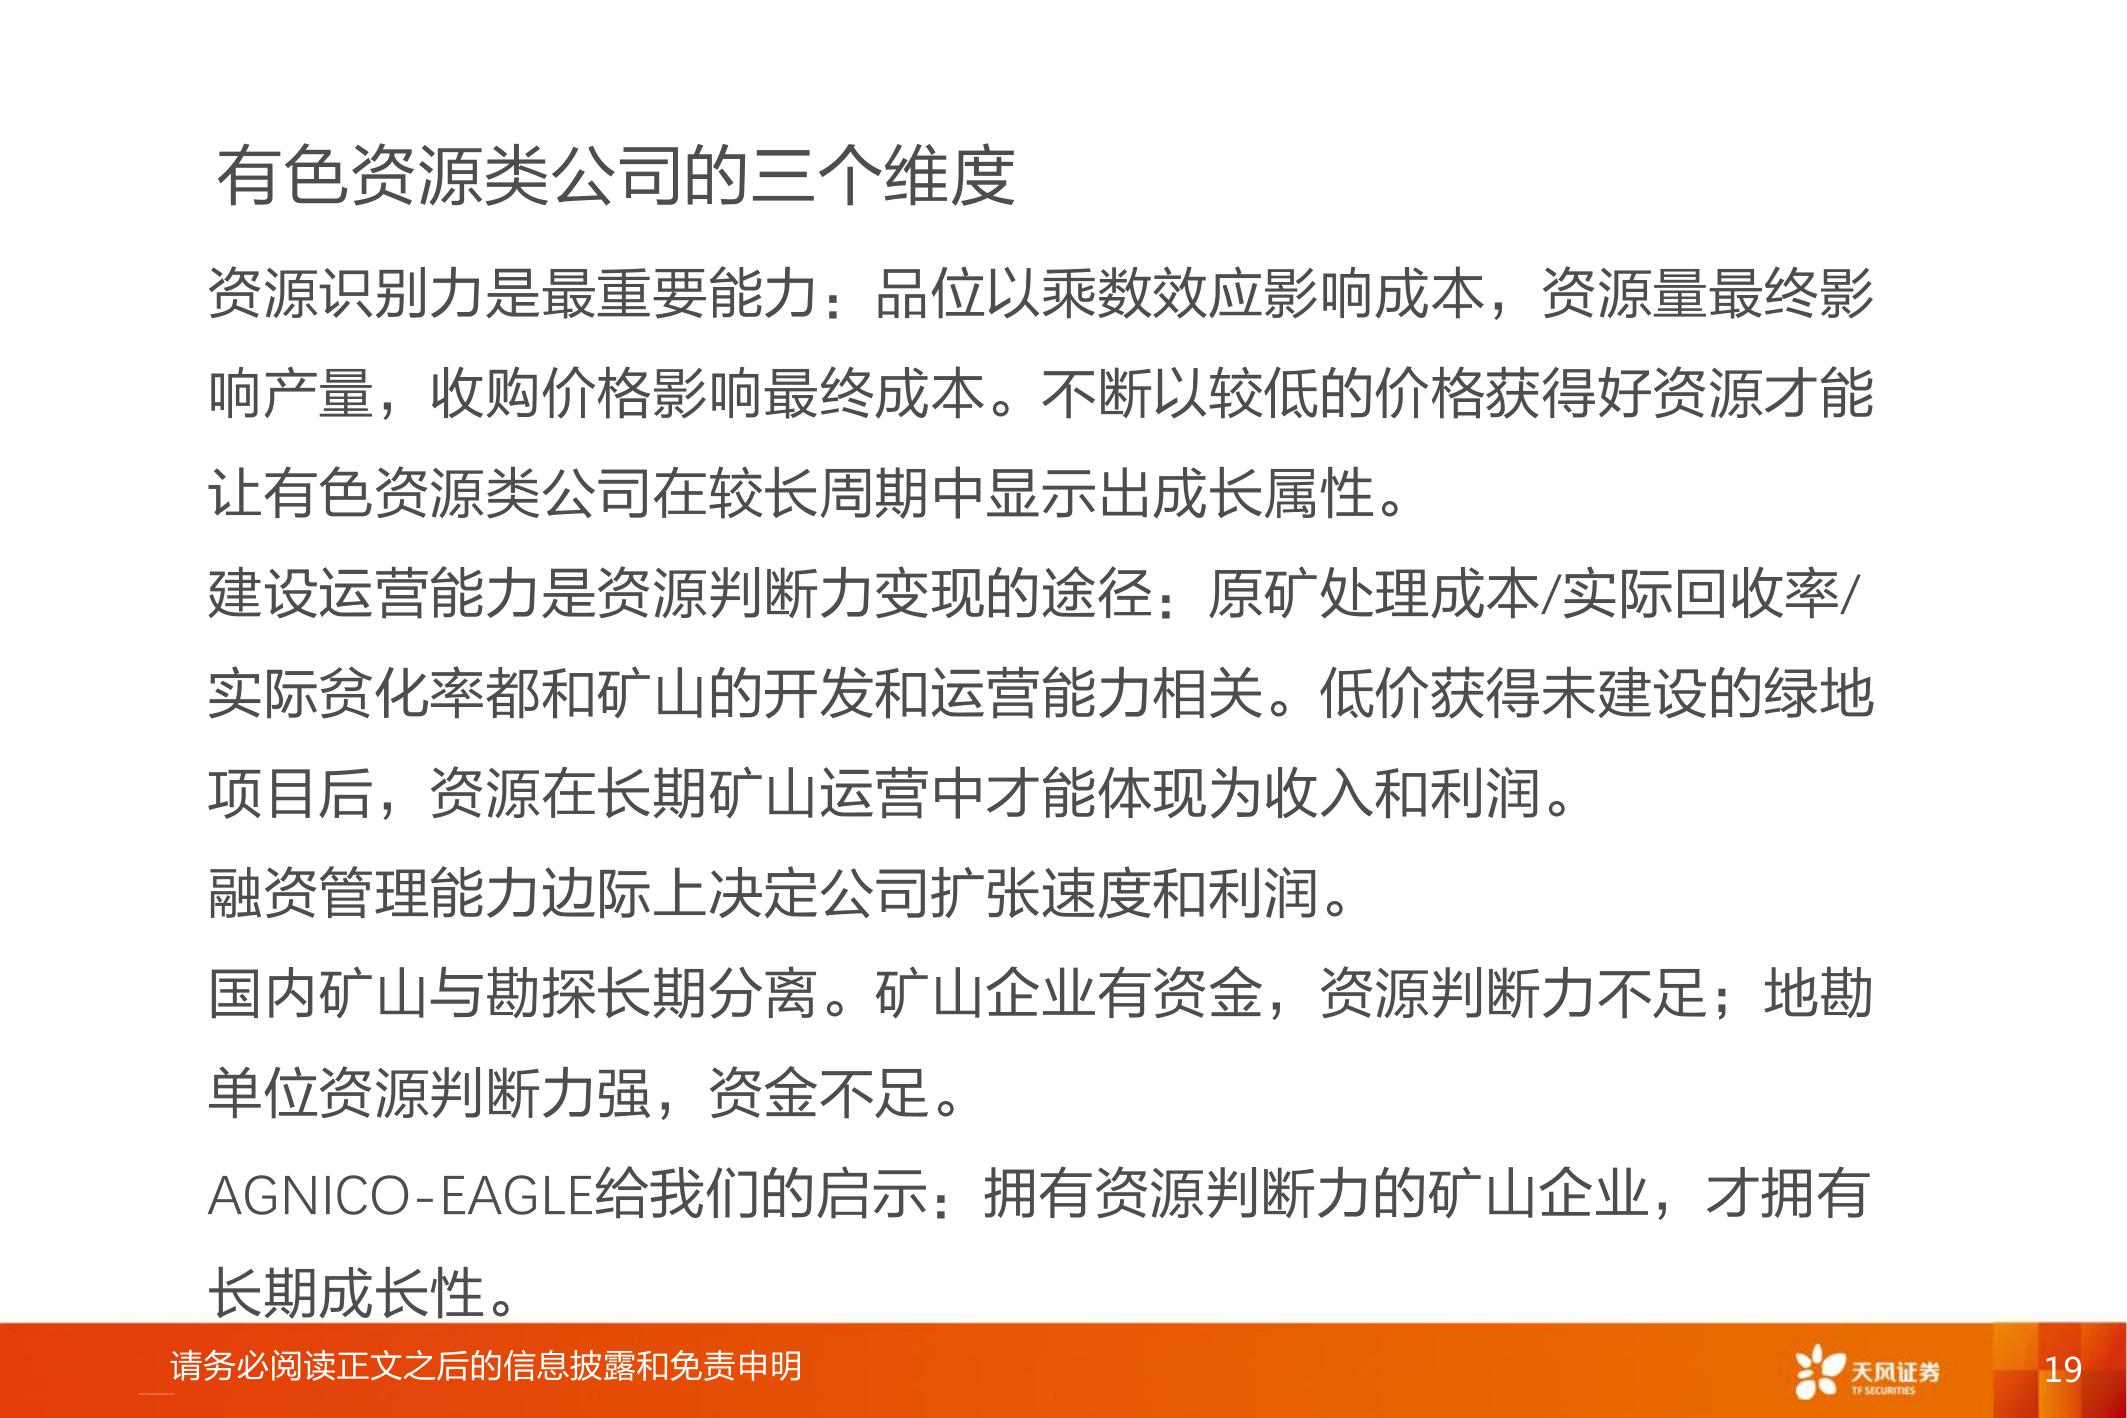 有色资源类公司的三个维度
资源识别力是最重要能力：品位以乘数效应影响成本，资源量最终影
响产量，收购价格影响最终成本。不断以较低的价格获得好资源才能
让有色资源类公司在较长周期中显示出成长属性。
建设运营能力是资源判断力变现的途径：原矿处理成本/实际回收率/
实际贫化率都和矿山的开发和运营能力相关。低价获得未建设的绿地
项目后，资源在长期矿山运营中才能体现为收入和利润。
融资管理能力边际上决定公司扩张速度和利润。
国内矿山与勘探长期分离。矿山企业有资金，资源判断力不足；地勘
单位资源判断力强，资金不足。
AGNICO-EAGLE给我们的启示：拥有资源判断力的矿山企业，才拥有
长期成长性。
请务必阅读正文之后的信息披露和免责申明
天风证券
TF SECURITIES
19